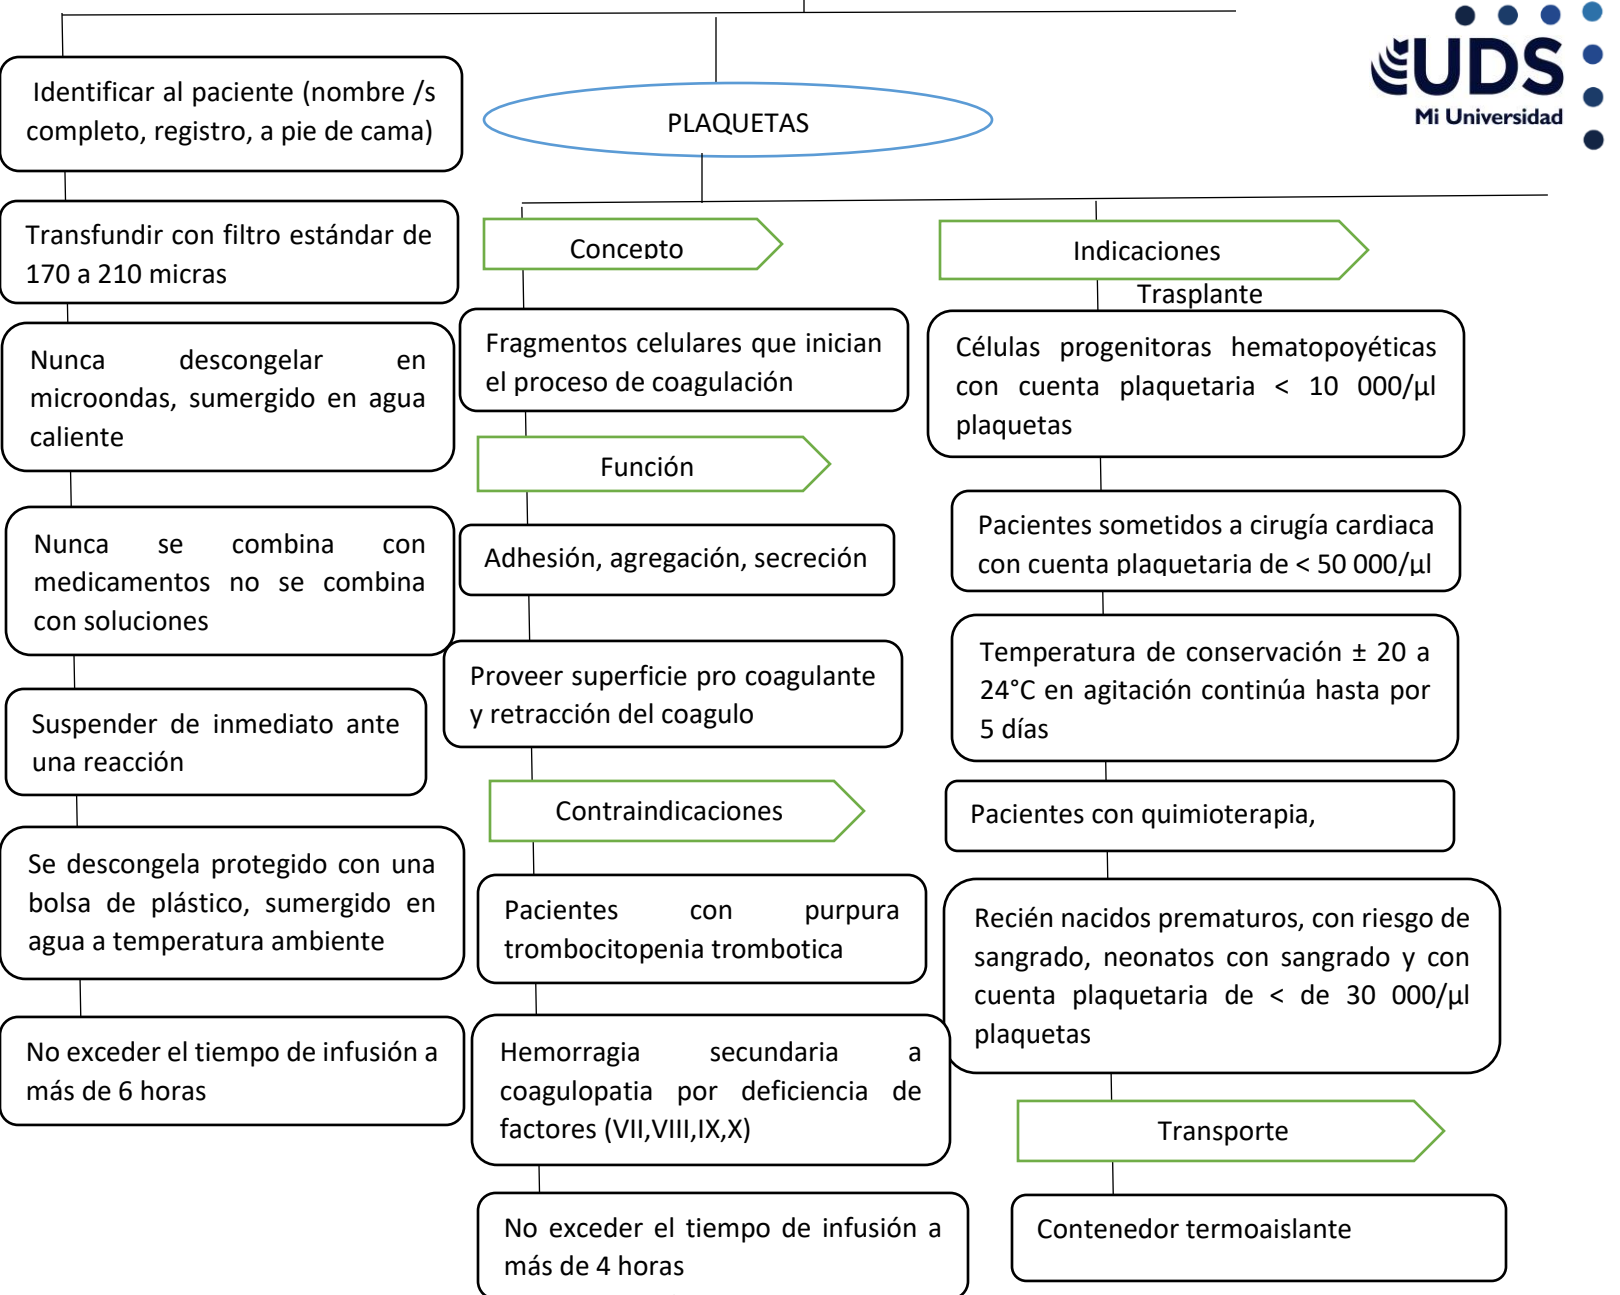 UDS
Mi Universidad
Identificar al paciente (nombre /s
completo, registro, a pie de cama)
Transfundir con filtro estándar de
170 a 210 micras
Nunca descongelar en
microondas, sumergido en agua
caliente
Nunca se combina con
medicamentos no se combina
con soluciones
Suspender de inmediato ante
una reacción
Se descongela protegido con una
bolsa de plástico, sumergido en
agua a temperatura ambiente
No exceder el tiempo de infusión a
más de 6 horas
PLAQUETAS
Concepto
Fragmentos celulares que inician
el proceso de coagulación
Función
Adhesión, agregación, secreción
Proveer superficie pro coagulante
y retracción del coagulo
Contraindicaciones
Pacientes con purpura
trombocitopenia trombotica
Hemorragia secundaria a
coagulopatia por deficiencia de
factores (VII,VIII,IX,X)
No exceder el tiempo de infusión a
más de 4 horas
Indicaciones
Trasplante
Células progenitoras hematopoyéticas
con cuenta plaquetaria < 10 000/µl
plaquetas
Pacientes sometidos a cirugía cardiaca
con cuenta plaquetaria de < 50 000/µl
Temperatura de conservación ± 20 a
24°C en agitación continúa hasta por
5 días
Pacientes con quimioterapia,
Recién nacidos prematuros, con riesgo de
sangrado, neonatos con sangrado y con
cuenta plaquetaria de < de 30 000/µl
plaquetas
Transporte
Contenedor termoaislante